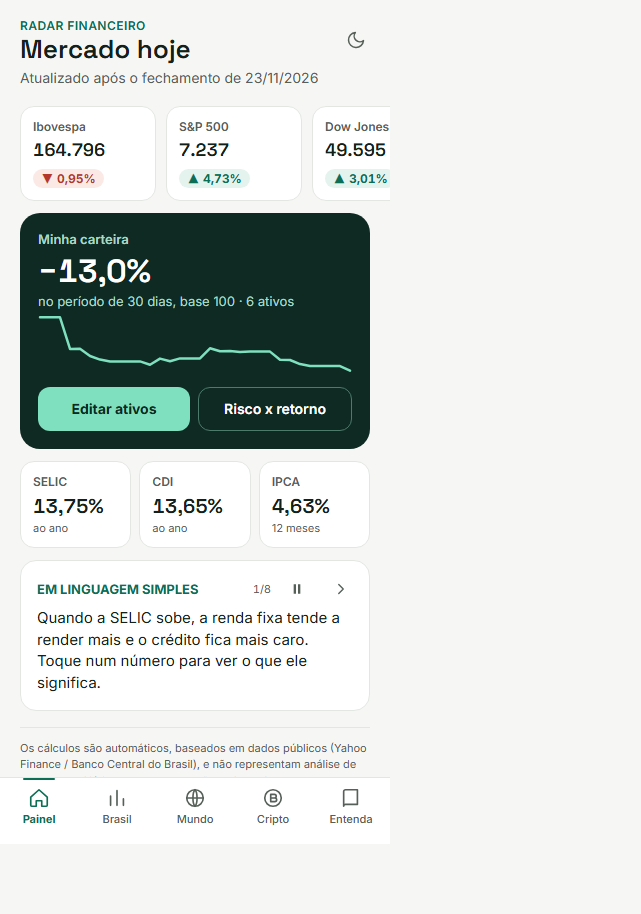 RADAR FINANCEIRO
Mercado hoje
Atualizado após o fechamento de 23/11/2026
Ibovespa
164.796
▼ 0,95%
S&P 500
7.237
▲ 4,73%
Dow Jones
49.595
▲ 3,01%
Minha carteira
−13,0%
no período de 30 dias, base 100 · 6 ativos
Editar ativos
Risco x retorno
SELIC
13,75%
ao ano
CDI
13,65%
ao ano
IPCA
4,63%
12 meses
EM LINGUAGEM SIMPLES
1/8
Quando a SELIC sobe, a renda fixa tende a
render mais e o crédito fica mais caro.
Toque num número para ver o que ele
significa.
Os cálculos são automáticos, baseados em dados públicos (Yahoo
Finance / Banco Central do Brasil), e não representam análise de
Painel
Brasil
Mundo
Cripto
Entenda